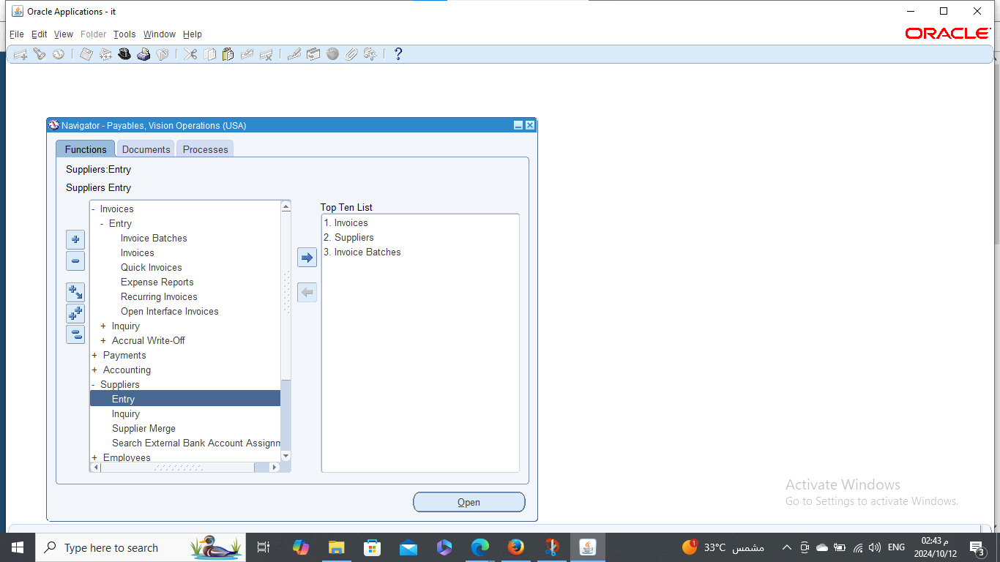 Oracle Applications - it
File Edit View Folder Tools Window Help
ORACLE
Navigator - Payables, Vision Operations (USA)
Functions Documents Processes
Suppliers:Entry
Suppliers Entry
- Invoices
- Entry
Invoice Batches
Invoices
Quick Invoices
Expense Reports
Recurring Invoices
Open Interface Invoices
+ Inquiry
+ Accrual Write-Off
+ Payments
+ Accounting
- Suppliers
Entry
Inquiry
Supplier Merge
Search External Bank Account Assignm
+ Employees
Top Ten List
1. Invoices
2. Suppliers
3. Invoice Batches
Open
Activate Windows
Go to Settings to activate Windows.
Type here to search
1
33°C مشمس
ENG
02:43 م
2024/10/12
3